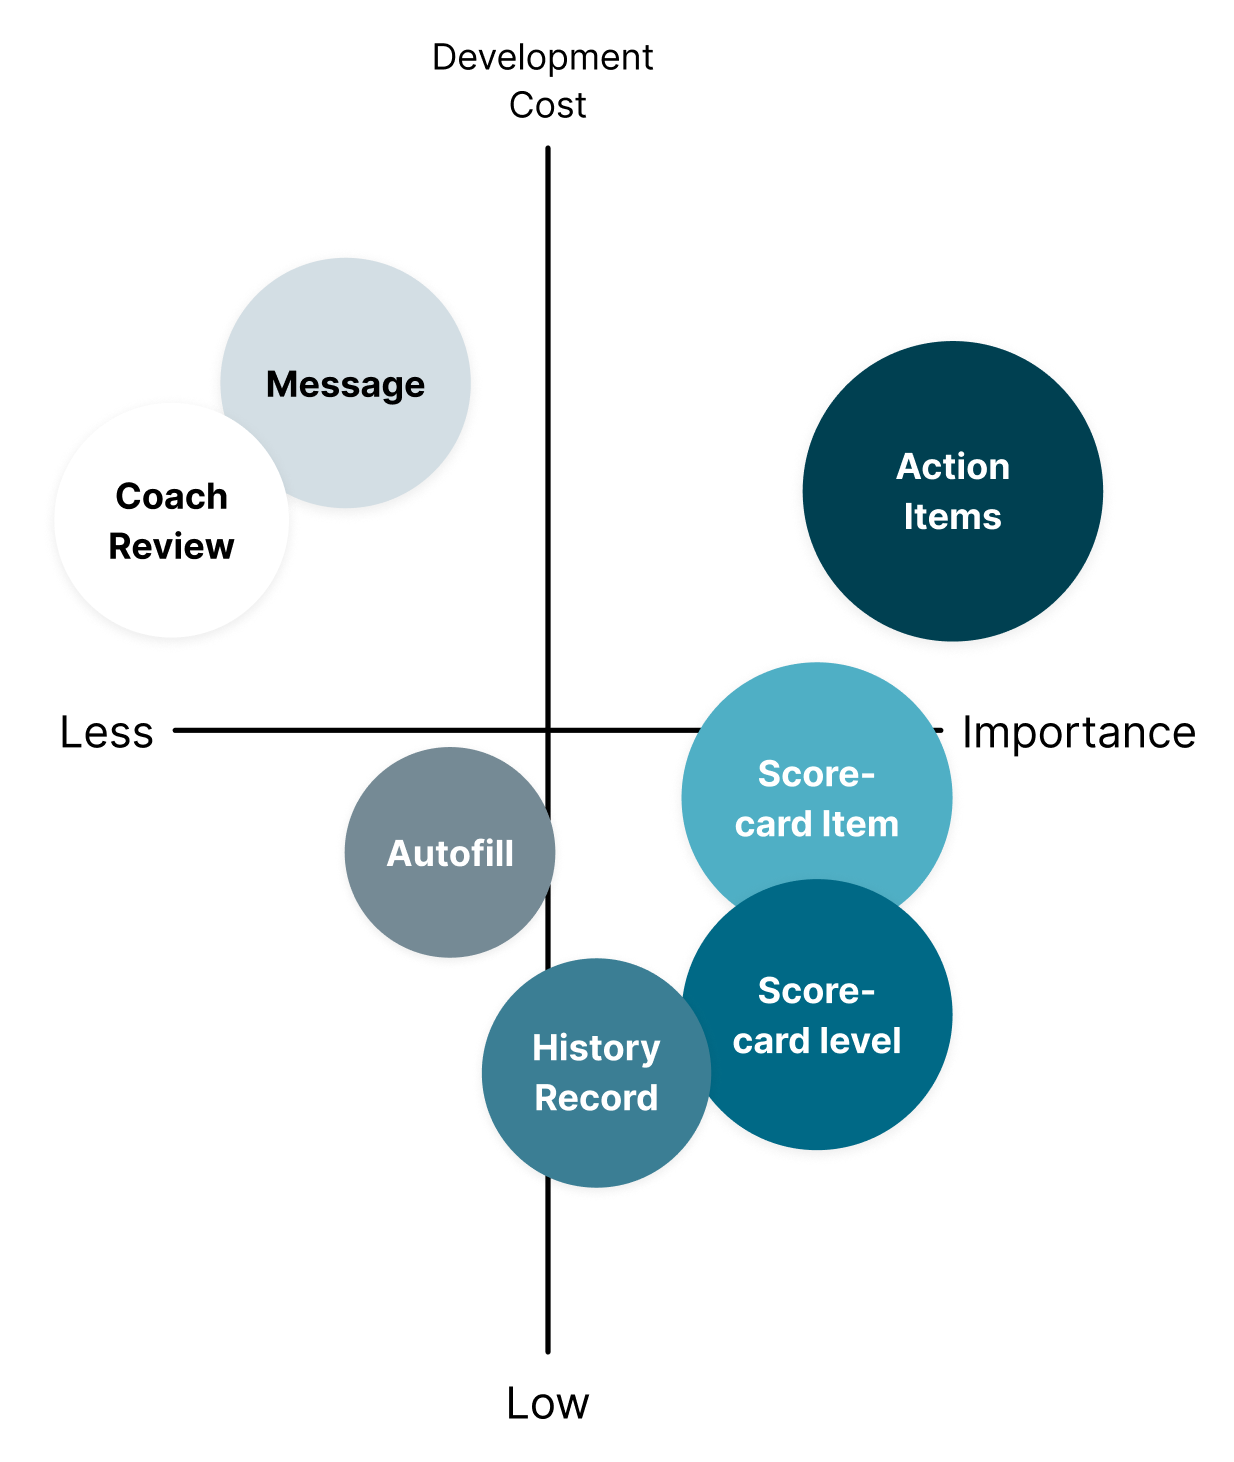 Development
Cost
Message
Coach
Review
Action
Items
Less
Importance
Score-
card Item
Autofill
Score-
card level
History
Record
Low